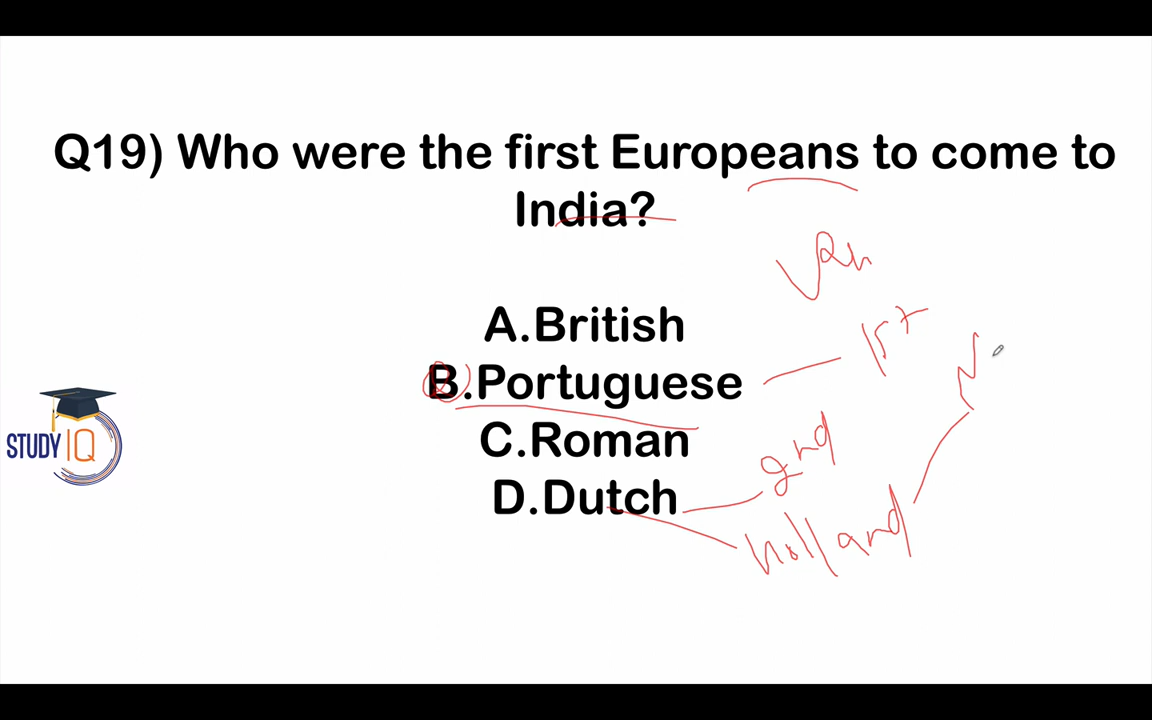 Q19) Who were the first Europeans to come to
India?
A.British
B.Portuguese
1st
C.Roman
2nd
D.Dutch
Holland
N
STUDY IQ